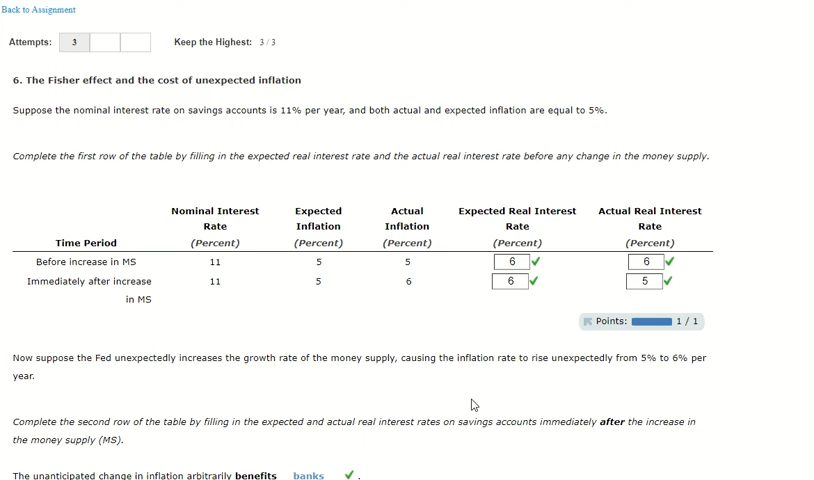 Back to Assignment
Attempts: 3 Keep the Highest: 3 / 3
6. The Fisher effect and the cost of unexpected inflation
Suppose the nominal interest rate on savings accounts is 11% per year, and both actual and expected inflation are equal to 5%.
Complete the first row of the table by filling in the expected real interest rate and the actual real interest rate before any change in the money supply.
Nominal Interest Expected Actual Expected Real Interest Actual Real Interest
Rate Inflation Inflation Rate Rate
Time Period (Percent) (Percent) (Percent) (Percent) (Percent)
Before increase in MS 11 5 5 6 6
Immediately after increase 11 5 6 6 5
in MS
Points: 1 / 1
Now suppose the Fed unexpectedly increases the growth rate of the money supply, causing the inflation rate to rise unexpectedly from 5% to 6% per
year.
Complete the second row of the table by filling in the expected and actual real interest rates on savings accounts immediately after the increase in
the money supply (MS).
The unanticipated change in inflation arbitrarily benefits banks .